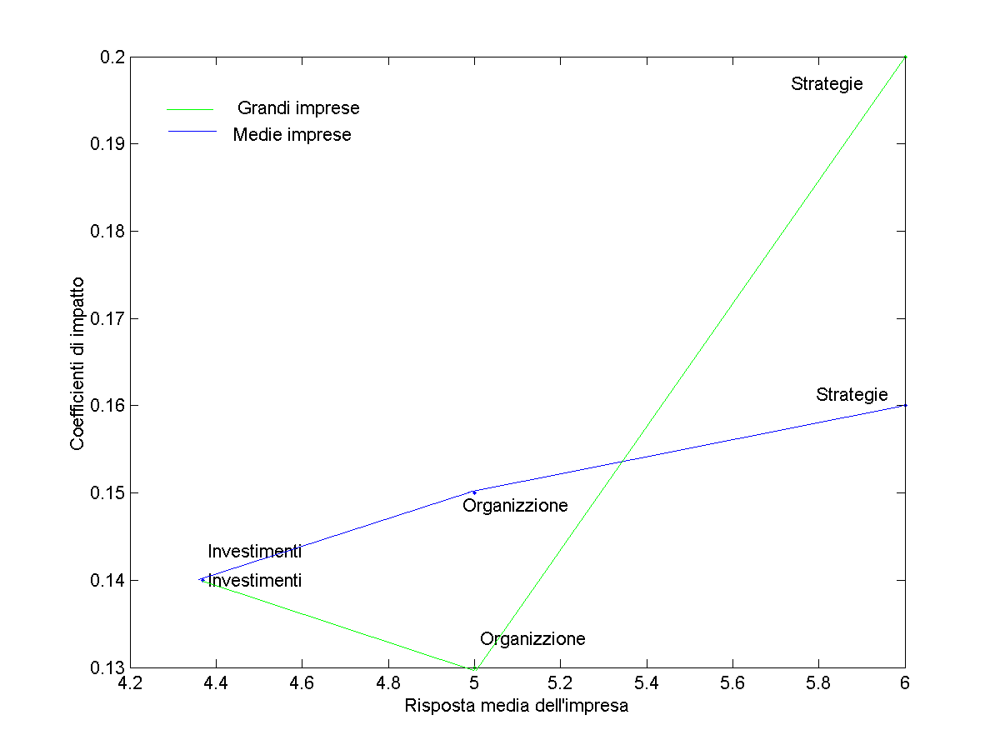 0.2
Strategie
Grandi imprese
Medie imprese
0.19
0.18
0.17
Coefficienti di impatto
0.16
Strategie
0.15
Organizzione
Investimenti
0.14
Investimenti
Organizzione
0.13
4.2 4.4 4.6 4.8 5 5.2 5.4 5.6 5.8 6
Risposta media dell'impresa